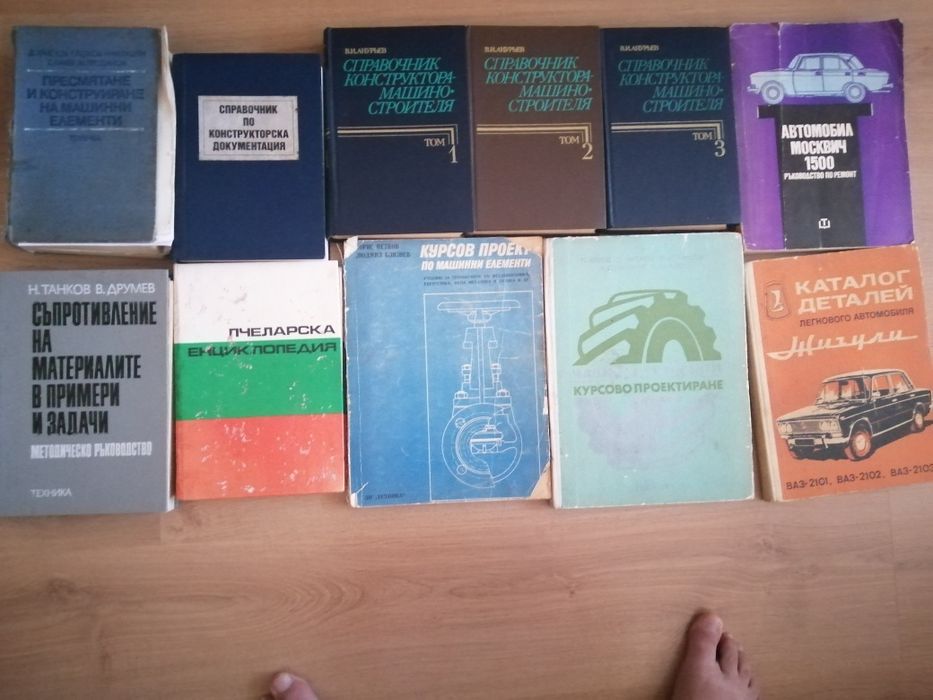 ПРЕСМЯТАНЕ
И КОНСТРУИРАНЕ
НА МАШИННИ
ЕЛЕМЕНТИ
СПРАВОЧНИК
ПО
КОНСТРУКТОРСКА
ДОКУМЕНТАЦИЯ
В.И.АНУРЬЕВ
СПРАВОЧНИК
КОНСТРУКТОРА-
МАШИНО-
СТРОИТЕЛЯ
ТОМ 1
В.И.АНУРЬЕВ
СПРАВОЧНИК
КОНСТРУКТОРА-
МАШИНО-
СТРОИТЕЛЯ
ТОМ 2
В.И.АНУРЬЕВ
СПРАВОЧНИК
КОНСТРУКТОРА-
МАШИНО-
СТРОИТЕЛЯ
ТОМ 3
АВТОМОБИЛ
МОСКВИЧ
1500
РЪКОВОДСТВО ПО РЕМОНТ
Н.ТАНКОВ В.ДРУМЕВ
СЪПРОТИВЛЕНИЕ
НА
МАТЕРИАЛИТЕ
В ПРИМЕРИ
И ЗАДАЧИ
МЕТОДИЧЕСКО РЪКОВОДСТВО
ТЕХНИКА
ПЧЕЛАРСКА
ЕНЦИКЛОПЕДИЯ
КУРСОВ ПРОЕКТ
ПО МАШИННИ ЕЛЕМЕНТИ
КУРСОВО ПРОЕКТИРАНЕ
КАТАЛОГ
ДЕТАЛЕЙ
ЛЕГКОВОГО АВТОМОБИЛЯ
Жигули
ВАЗ-2101, ВАЗ-2102, ВАЗ-2103